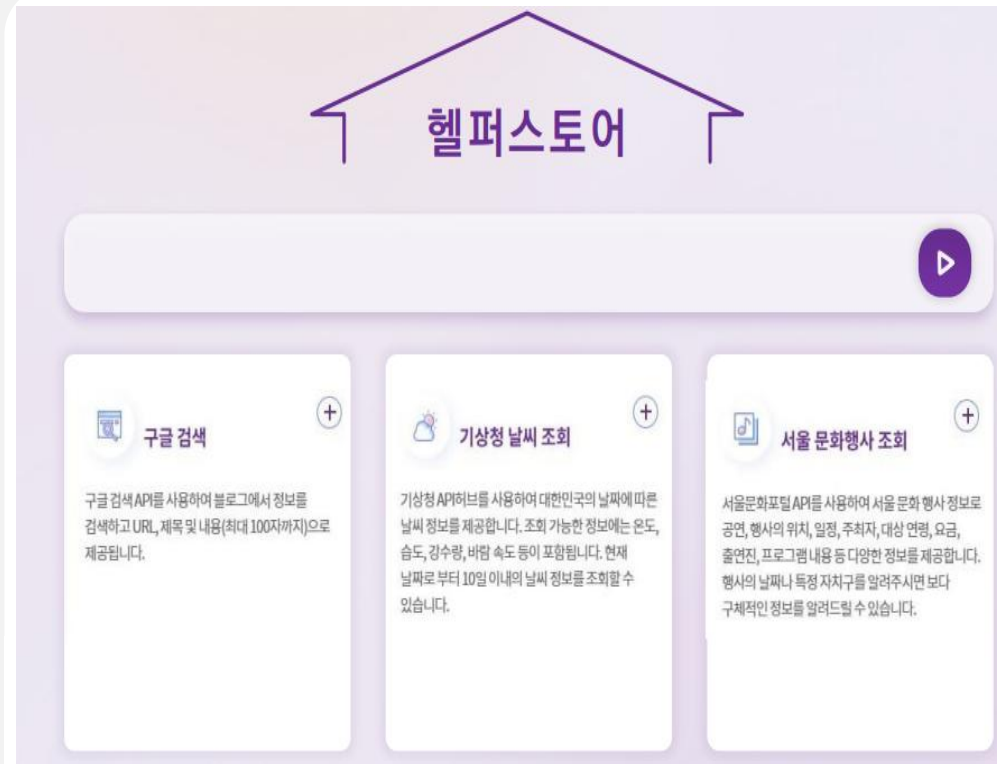 헬퍼스토어
구글 검색
구글 검색 API를 사용하여 블로그에서 정보를
검색하고 URL, 제목 및 내용(최대 100자까지)으로
제공됩니다.
기상청 날씨 조회
기상청 API허브를 사용하여 대한민국의 날짜에 따른
날씨 정보를 제공합니다. 조회 가능한 정보에는 온도,
습도, 강수량, 바람 속도 등이 포함됩니다. 현재
날짜로 부터 10일 이내의 날씨 정보를 조회할 수
있습니다.
서울 문화행사 조회
서울문화포털 API를 사용하여 서울 문화 행사 정보로
공연, 행사의 위치, 일정, 주최자, 대상 연령, 요금,
출연진, 프로그램 내용 등 다양한 정보를 제공합니다.
행사의 날짜나 특정 자치구를 알려주시면 보다
구체적인 정보를 알려드릴 수 있습니다.